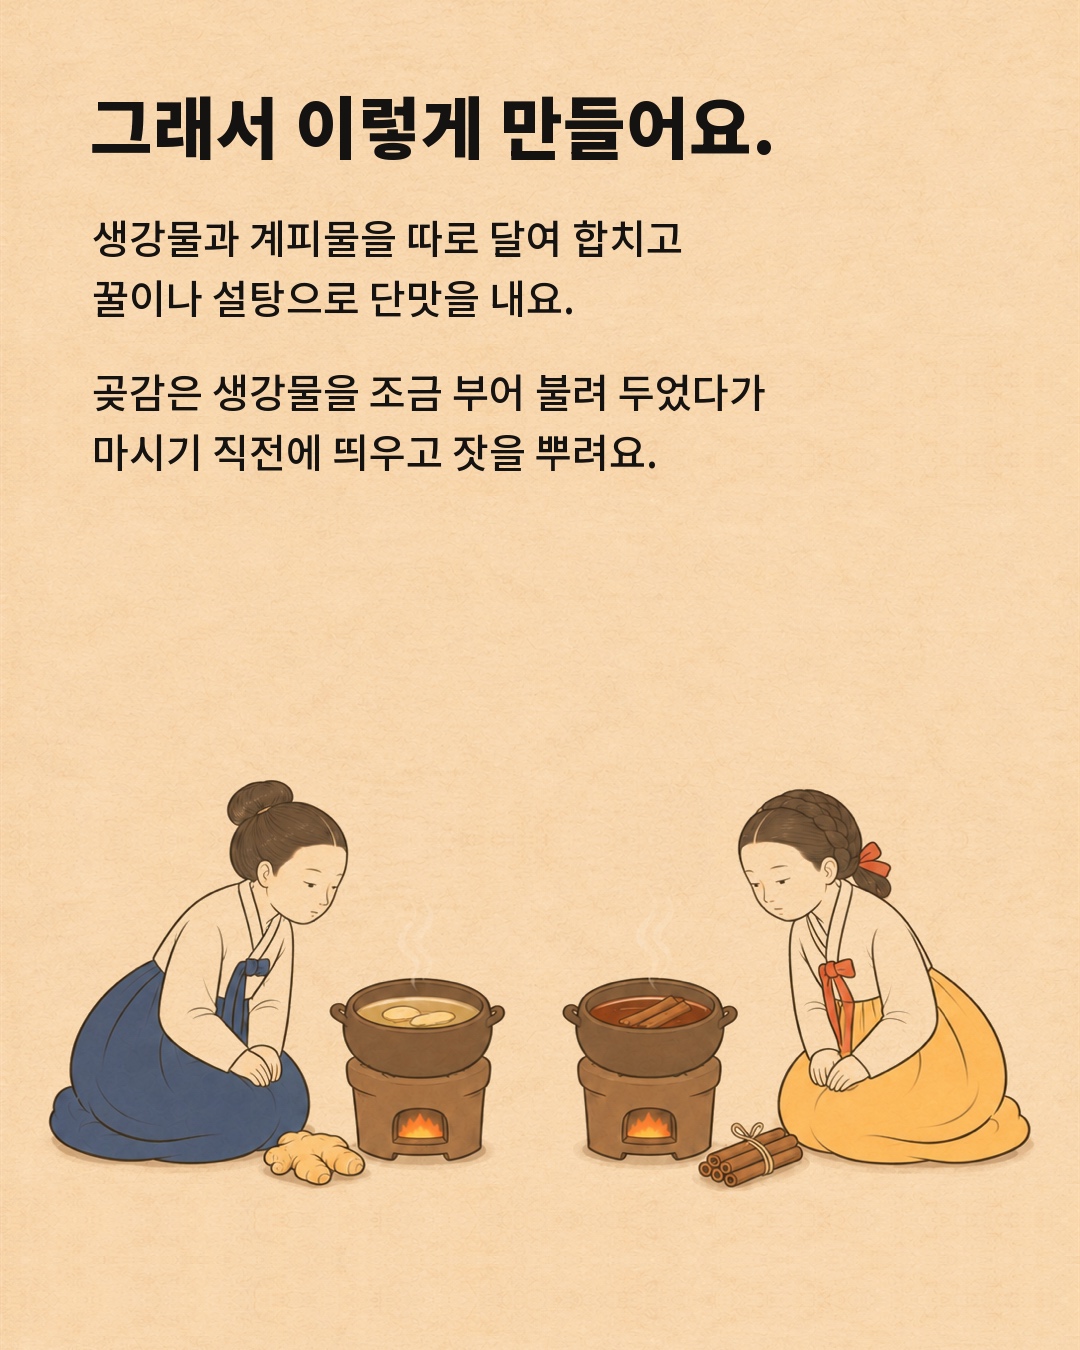 그래서 이렇게 만들어요.
생강물과 계피물을 따로 달여 합치고
꿀이나 설탕으로 단맛을 내요.
곶감은 생강물을 조금 부어 불려 두었다가
마시기 직전에 띄우고 잣을 뿌려요.